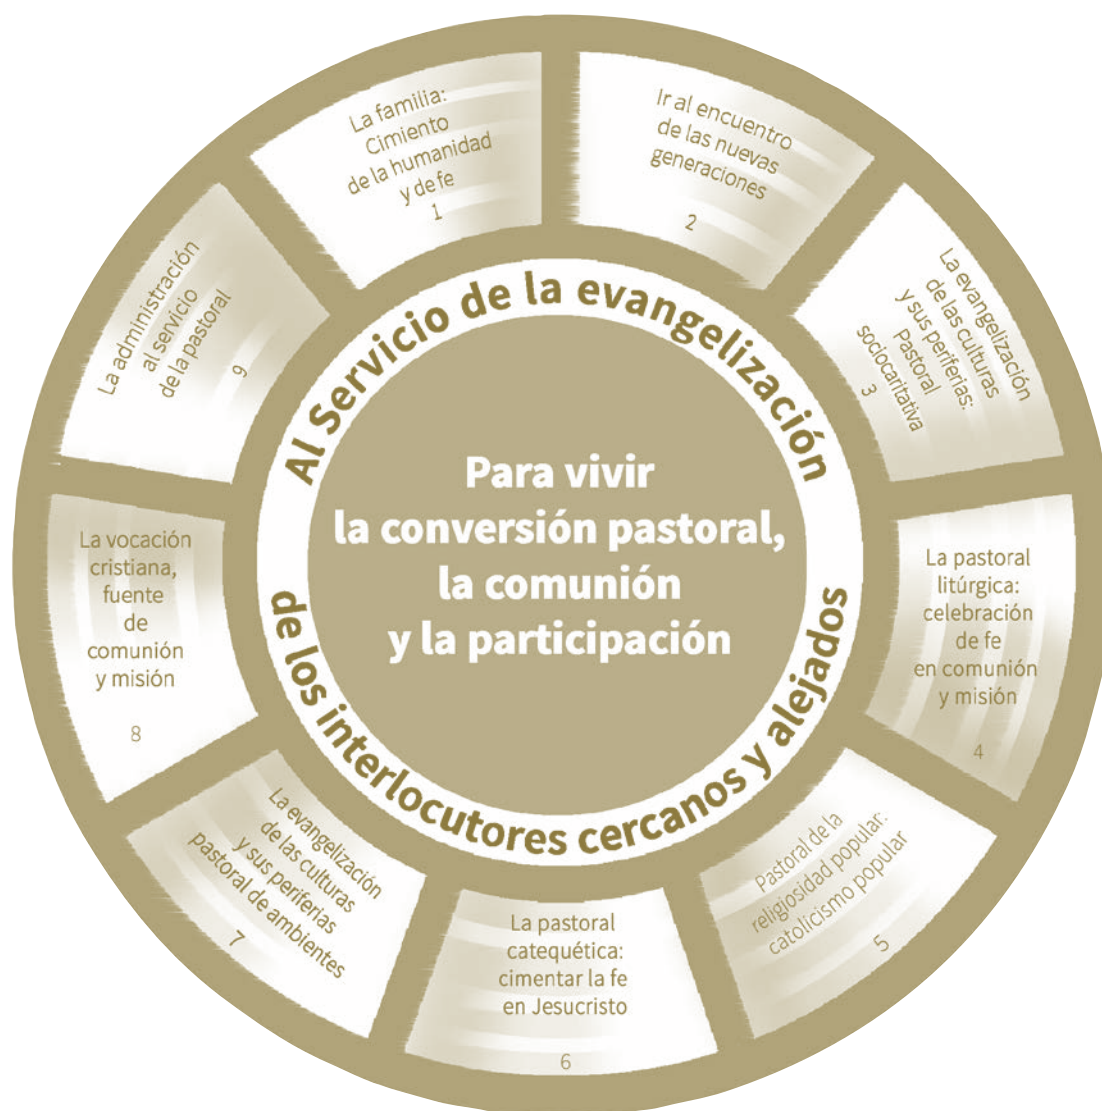 La familia:
Cimiento
de la humanidad
y de fe
1
Ir al encuentro
de las nuevas
generaciones
2
La evangelización
de las culturas
y sus periferias:
Pastoral
sociocaritativa
3
La pastoral
litúrgica:
celebración
de fe
en comunión
y misión
4
Pastoral de la
religiosidad popular:
catolicismo popular
5
La pastoral
catequética:
cimentar la fe
en Jesucristo
6
La evangelización
de las culturas
y sus periferias
pastoral de ambientes
7
La vocación
cristiana,
fuente
de
comunión
y misión
8
La administración
al servicio
de la pastoral
9
Al Servicio de la evangelización
de los interlocutores cercanos y alejados
Para vivir
la conversión pastoral,
la comunión
y la participación